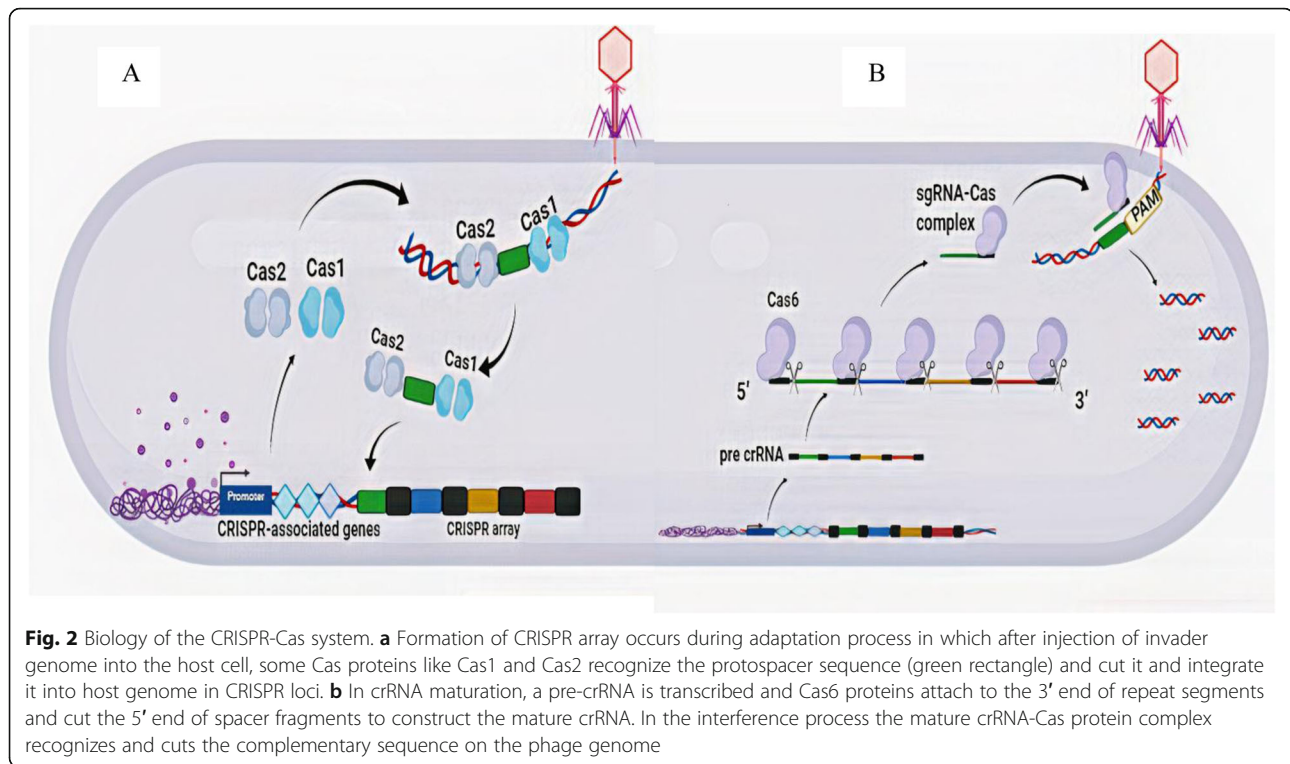 A
Cas2
Cas1
Cas2
Cas1
Cas2
Cas1
Promoter
CRISPR-associated genes
CRISPR array
B
sgRNA-Cas
complex
PAM
Cas6
5′
3′
pre crRNA
Fig. 2 Biology of the CRISPR-Cas system. a Formation of CRISPR array occurs during adaptation process in which after injection of invader
genome into the host cell, some Cas proteins like Cas1 and Cas2 recognize the protospacer sequence (green rectangle) and cut it and integrate
it into host genome in CRISPR loci. b In crRNA maturation, a pre-crRNA is transcribed and Cas6 proteins attach to the 3′ end of repeat segments
and cut the 5′ end of spacer fragments to construct the mature crRNA. In the interference process the mature crRNA-Cas protein complex
recognizes and cuts the complementary sequence on the phage genome